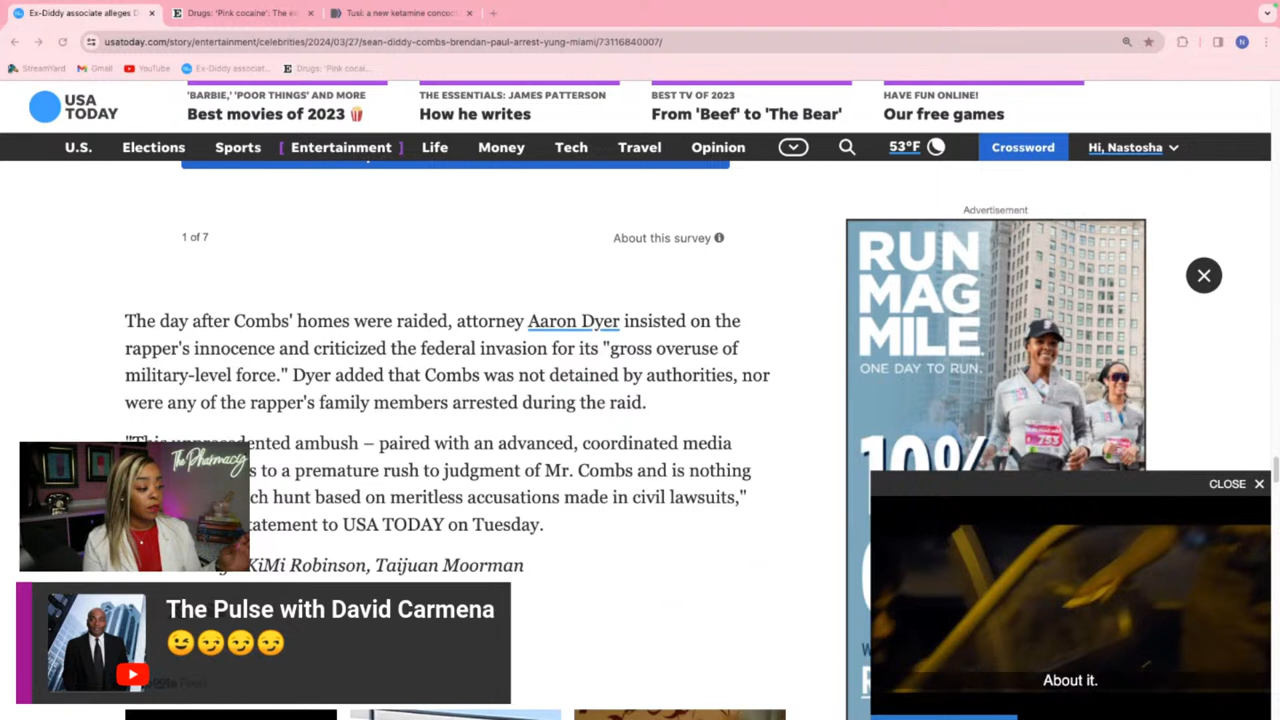 Ex-Diddy associate alleges D
Drugs: 'Pink cocaine': The ex
Tusi: a new ketamine concoct
usatoday.com/story/entertainment/celebrities/2024/03/27/sean-diddy-combs-brendan-paul-arrest-yung-miami/73116840007/
StreamYard
Gmail
YouTube
Ex-Diddy associat...
Drugs: 'Pink cocai...
USA
TODAY
'BARBIE,' 'POOR THINGS' AND MORE
Best movies of 2023 🍿
THE ESSENTIALS: JAMES PATTERSON
How he writes
BEST TV OF 2023
From 'Beef' to 'The Bear'
HAVE FUN ONLINE!
Our free games
U.S.
Elections
Sports
[ Entertainment ]
Life
Money
Tech
Travel
Opinion
53°F
Crossword
Hi, Nastosha
1 of 7
About this survey
The day after Combs' homes were raided, attorney Aaron Dyer insisted on the
rapper's innocence and criticized the federal invasion for its "gross overuse of
military-level force." Dyer added that Combs was not detained by authorities, nor
were any of the rapper's family members arrested during the raid.
"This unprecedented ambush – paired with an advanced, coordinated media
s to a premature rush to judgment of Mr. Combs and is nothing
ch hunt based on meritless accusations made in civil lawsuits,"
atement to USA TODAY on Tuesday.
KiMi Robinson, Taijuan Moorman
The Pharmacy
The Pulse with David Carmena
😉😏😏😏
Advertisement
RUN
MAG
MILE
ONE DAY TO RUN.
10%
753
CLOSE ✕
About it.